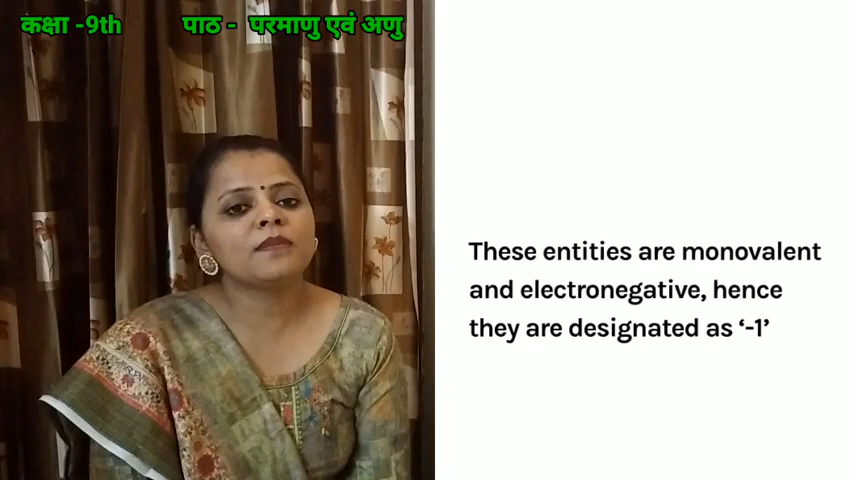 कक्षा -9th पाठ - परमाणु एवं अणु
These entities are monovalent
and electronegative, hence
they are designated as ‘-1’